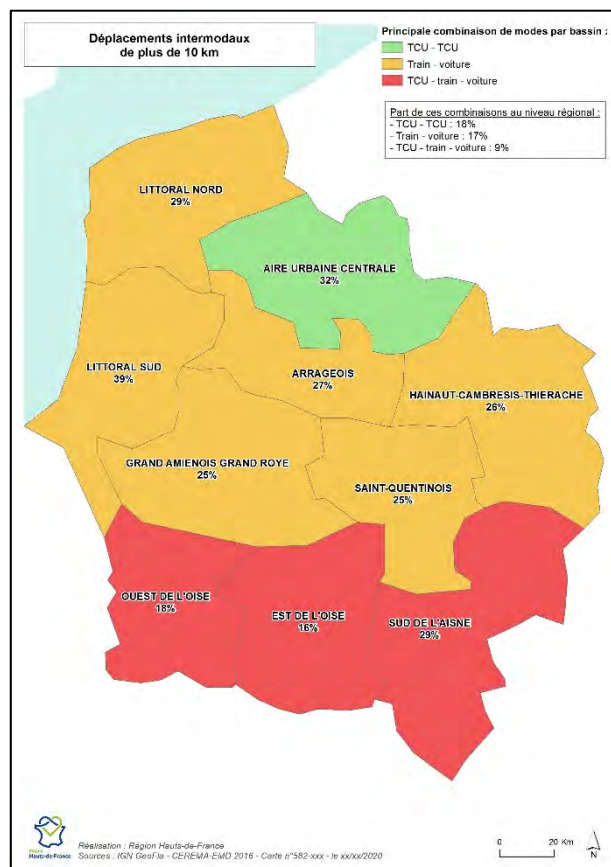 Déplacements intermodaux
de plus de 10 km
Principale combinaison de modes par bassin :
TCU - TCU
Train - voiture
TCU - train - voiture
Part de ces combinaisons au niveau régional :
- TCU - TCU : 18%
- Train - voiture : 17%
- TCU - train - voiture : 9%
LITTORAL NORD
29%
AIRE URBAINE CENTRALE
32%
LITTORAL SUD
39%
ARRAGEOIS
27%
HAINAUT-CAMBRESIS-THIERACHE
26%
GRAND AMIENOIS GRAND ROYE
25%
SAINT-QUENTINOIS
25%
OUEST DE L'OISE
18%
EST DE L'OISE
16%
SUD DE L'AISNE
29%
Région
Hauts-de-France
Réalisation : Région Hauts-de-France
Sources : IGN GeoFla - CEREMA-EMD 2016 - Carte n°582-xxx - le xx/xx/2020
0 20 Km
N